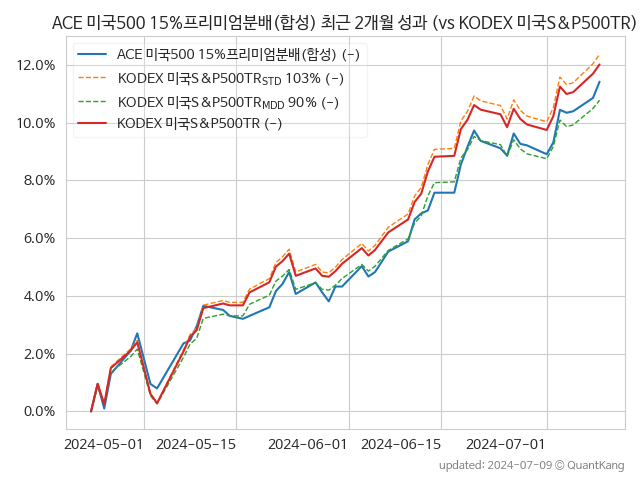 ACE 미국500 15%프리미엄분배(합성) 최근 2개월 성과 (vs KODEX 미국S&P500TR)
ACE 미국500 15%프리미엄분배(합성) (-)
KODEX 미국S&P500TR_STD 103% (-)
KODEX 미국S&P500TR_MDD 90% (-)
KODEX 미국S&P500TR (-)
12.0%
10.0%
8.0%
6.0%
4.0%
2.0%
0.0%
2024-05-01 2024-05-15 2024-06-01 2024-06-15 2024-07-01
updated: 2024-07-09 © QuantKang